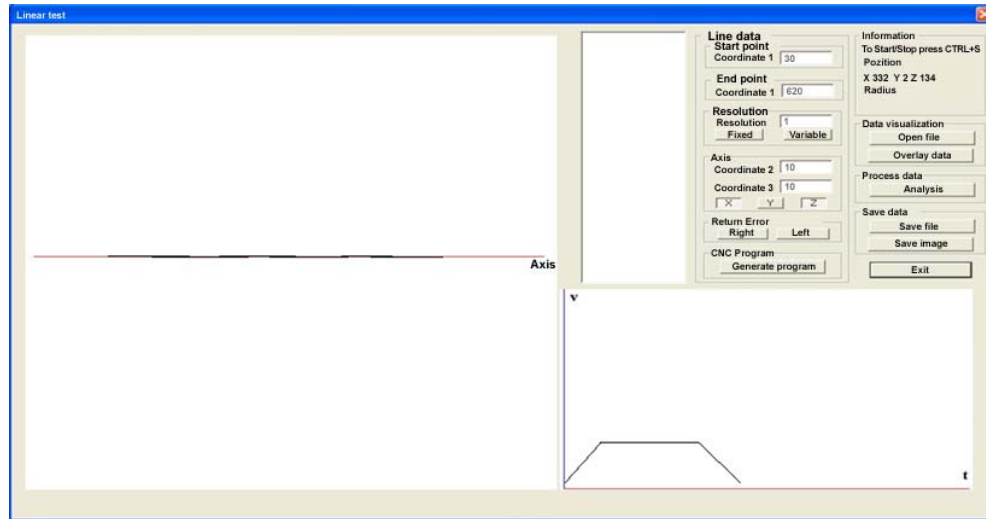 Linear test
Axis
Line data
Start point
Coordinate 1 30
End point
Coordinate 1 620
Resolution
Resolution 1
Fixed Variable
Axis
Coordinate 2 10
Coordinate 3 10
X Y Z
Return Error
Right Left
CNC Program
Generate program
Information
To Start/Stop press CTRL+S
Pozition
X 332 Y 2 Z 134
Radius
Data visualization
Open file
Overlay data
Process data
Analysis
Save data
Save file
Save image
Exit
v
t